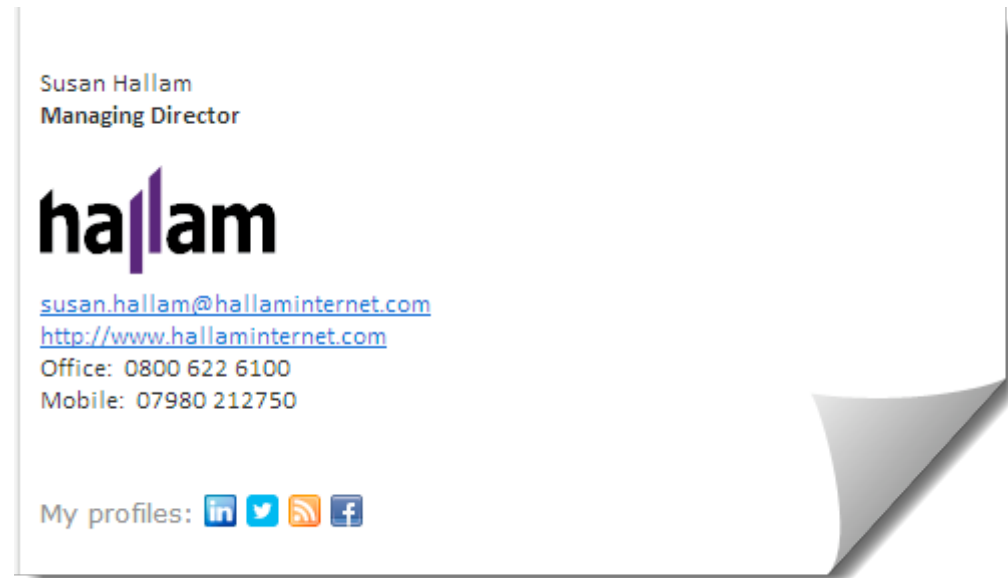 Susan Hallam
Managing Director
hallam
susan.hallam@hallaminternet.com
http://www.hallaminternet.com
Office: 0800 622 6100
Mobile: 07980 212750
My profiles: in f